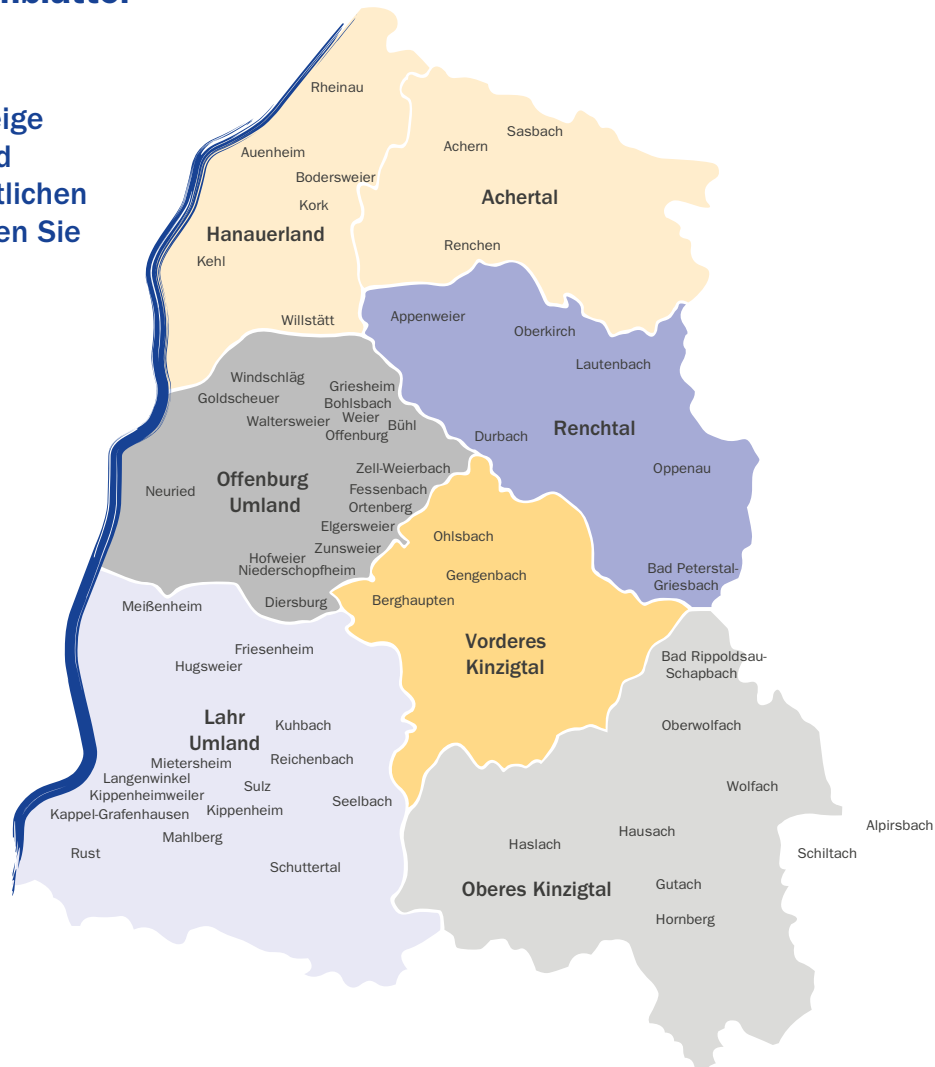 eige
tlichen
en Sie
Rheinau
Auenheim
Bodersweier
Kork
Hanauerland
Kehl
Willstätt
Sasbach
Achern
Achertal
Renchen
Appenweier
Oberkirch
Lautenbach
Renchtal
Durbach
Oppenau
Bad Peterstal-
Griesbach
Windschläg
Griesheim
Goldscheuer
Bohlsbach
Weier
Waltersweier
Bühl
Offenburg
Zell-Weierbach
Offenburg
Umland
Neuried
Fessenbach
Ortenberg
Elgersweier
Zunsweier
Hofweier
Niederschopfheim
Diersburg
Ohlsbach
Gengenbach
Berghaupten
Vorderes
Kinzigtal
Meißenheim
Friesenheim
Hugsweier
Lahr
Umland
Kuhbach
Mietersheim
Reichenbach
Langenwinkel
Sulz
Kippenheimweiler
Seelbach
Kappel-Grafenhausen
Kippenheim
Mahlberg
Rust
Schuttertal
Bad Rippoldsau-
Schapbach
Oberwolfach
Wolfach
Alpirsbach
Hausach
Haslach
Schiltach
Oberes Kinzigtal
Gutach
Hornberg